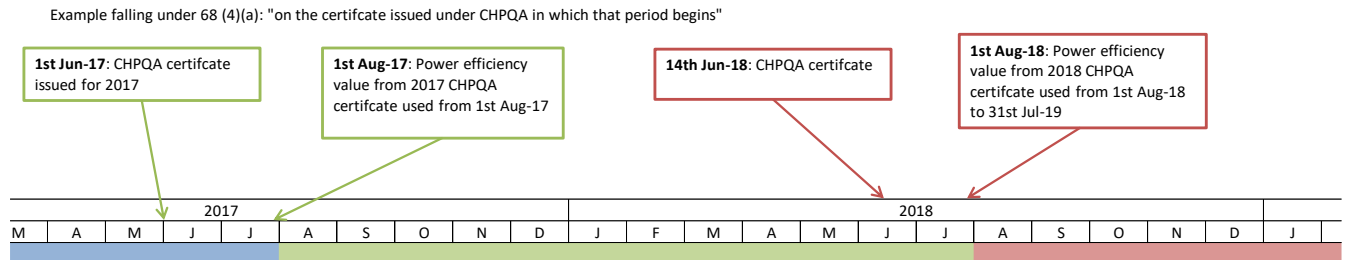 Example falling under 68 (4)(a): "on the certifcate issued under CHPQA in which that period begins"
1st Jun-17: CHPQA certifcate
issued for 2017
1st Aug-17: Power efficiency
value from 2017 CHPQA
certifcate used from 1st Aug-17
14th Jun-18: CHPQA certifcate
1st Aug-18: Power efficiency
value from 2018 CHPQA
certifcate used from 1st Aug-18
to 31st Jul-19
2017 2018
M A M J J A S O N D J F M A M J J A S O N D J